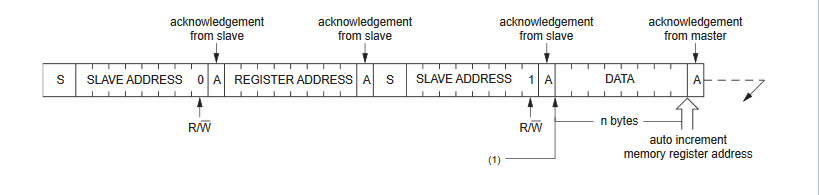 acknowledgement acknowledgement acknowledgement acknowledgement
from slave from slave from slave from master
S SLAVE ADDRESS 0 A REGISTER ADDRESS A S SLAVE ADDRESS 1 A DATA A
R/W̅ R/W̅ n bytes
auto increment
(1) memory register address